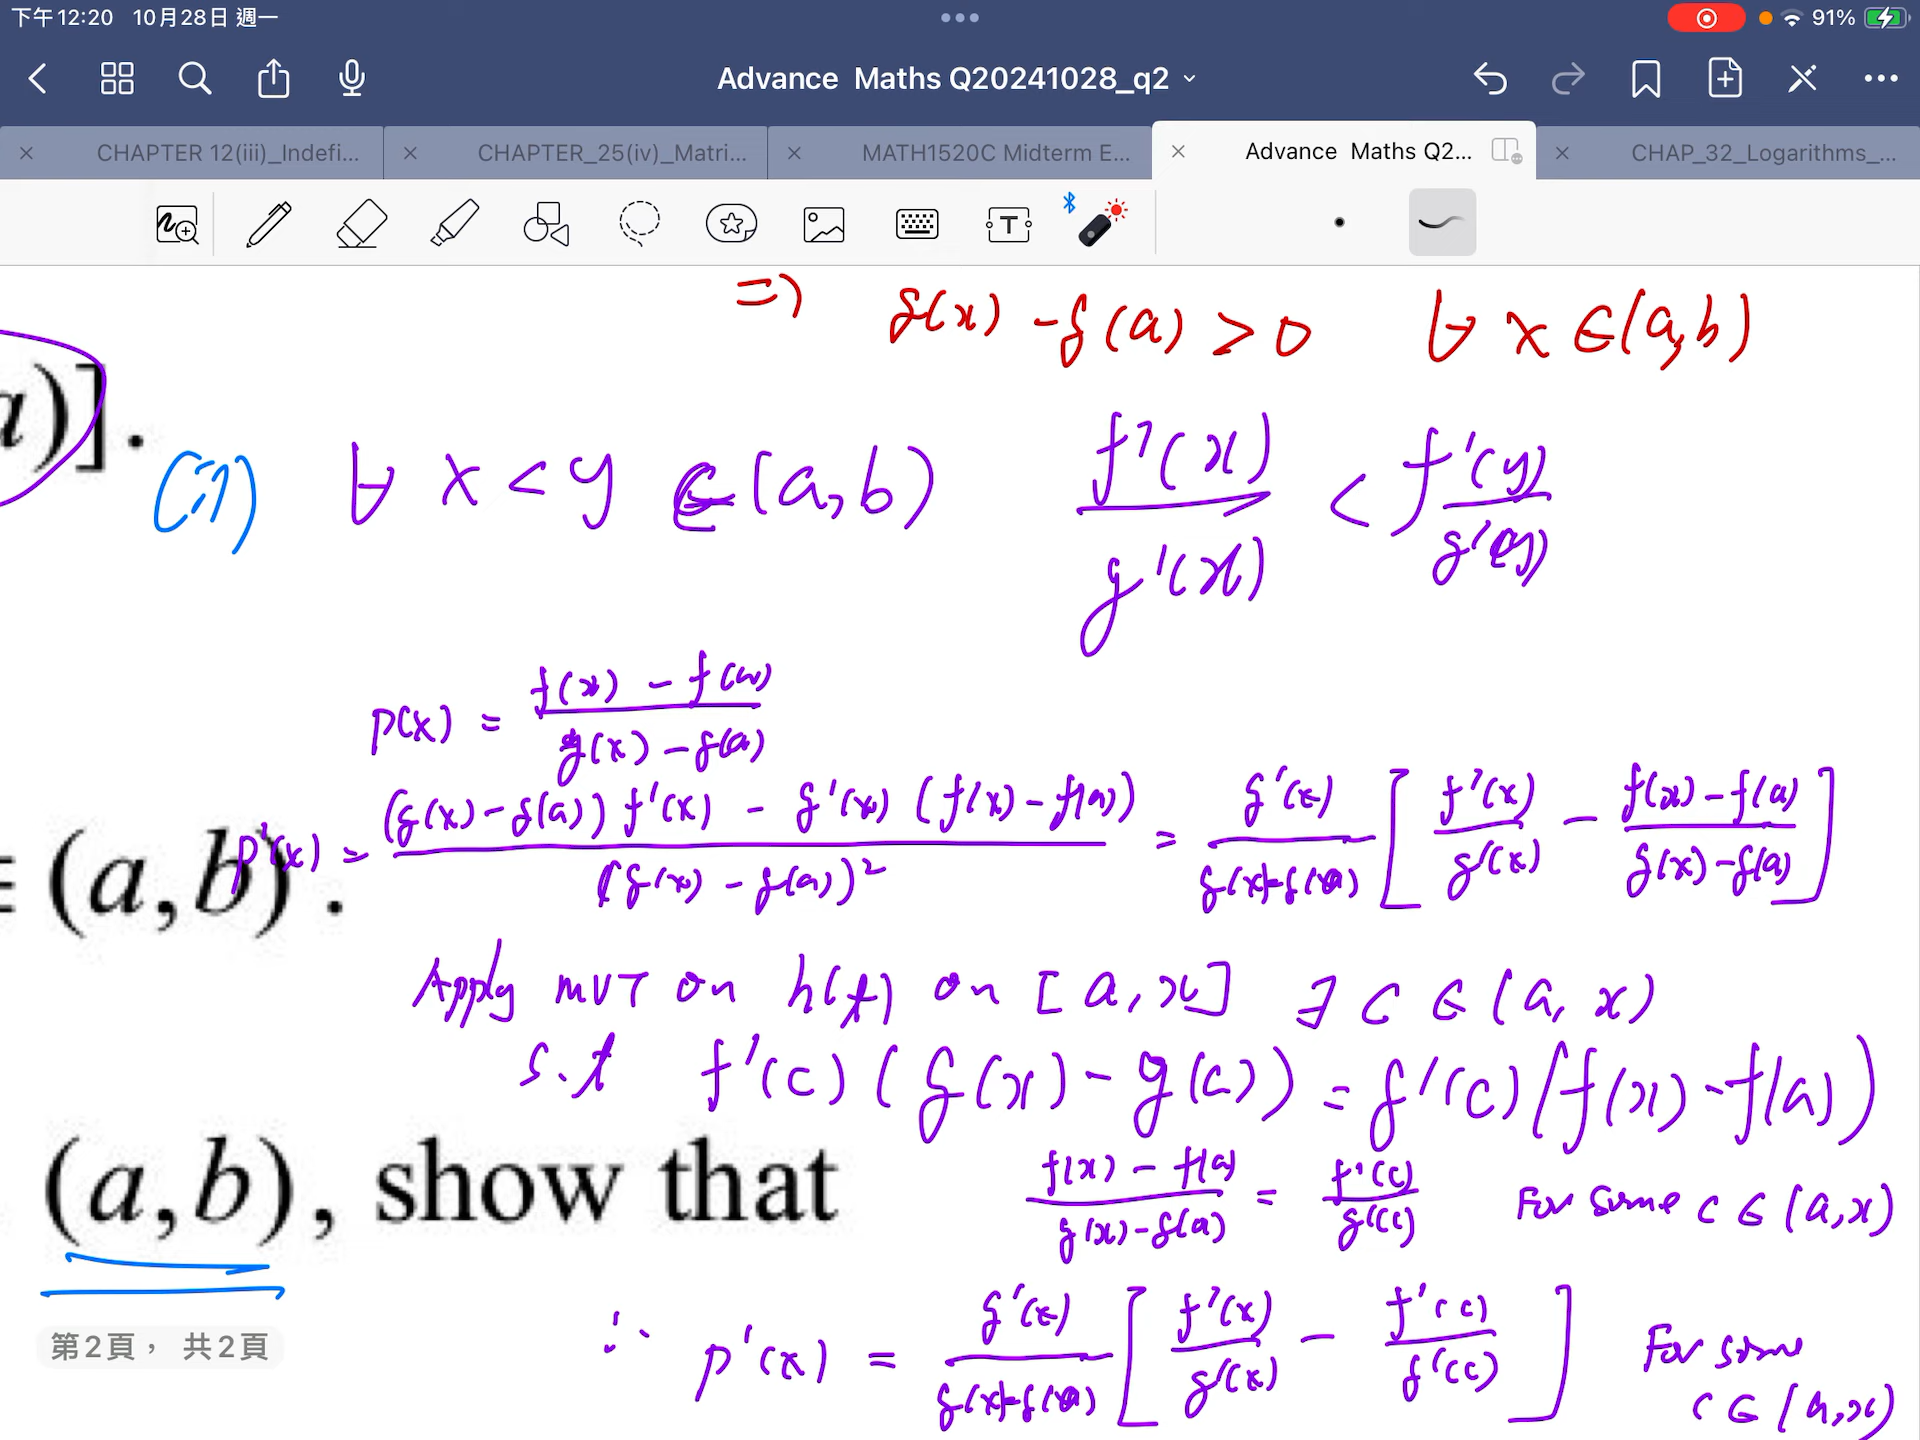 下午12:20 10月28日 週一 91%
Advance Maths Q20241028_q2
CHAPTER 12(iii)_Indefi... CHAPTER_25(iv)_Matri... MATH1520C Midterm E... Advance Maths Q2... CHAP_32_Logarithms_...
T
=> g(x) - g(a) > 0 ∀ x ∈ (a,b)
a)].
(ii) ∀ x < y ∈ (a,b) f'(x)/g'(x) < f'(y)/g'(y)
p(x) = (f(x) - f(a))/(g(x) - g(a))
p'(x) = ((g(x)-g(a)) f'(x) - g'(x) (f(x)-f(a)))/(g(x) - g(a))² = g'(x)/(g(x)-g(a)) [f'(x)/g'(x) - (f(x)-f(a))/(g(x)-g(a))]
(a,b).
Apply MVT on h(t) on [a,x] ∃ c ∈ (a,x)
s.t f'(c) (g(x) - g(a)) = g'(c) (f(x) - f(a))
(f(x) - f(a))/(g(x)-g(a)) = f'(c)/g'(c) For some c ∈ (a,x)
(a,b), show that
∴ p'(x) = g'(x)/(g(x)-g(a)) [f'(x)/g'(x) - f'(c)/g'(c)] For some
c ∈ (a,x)
第2頁， 共2頁